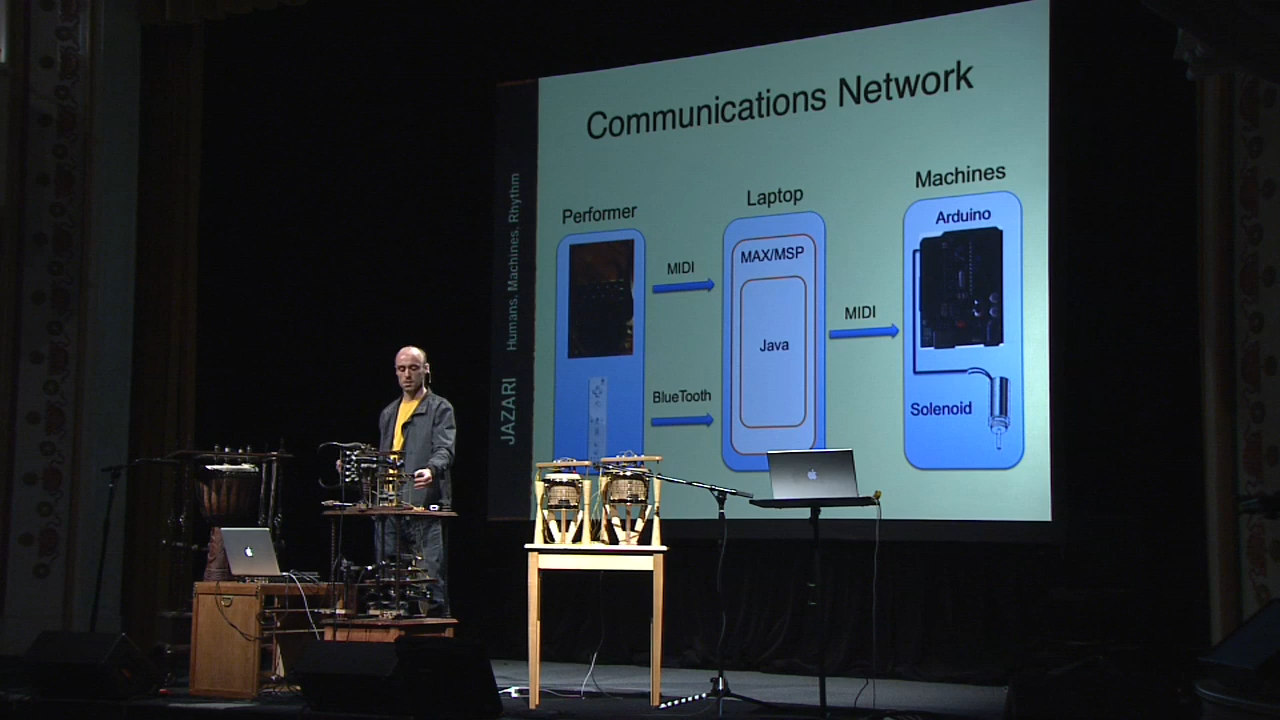 Communications Network
JAZARI Humans, Machines, Rhythm
Performer
Laptop
Machines
MIDI
BlueTooth
MAX/MSP
Java
MIDI
Arduino
Solenoid